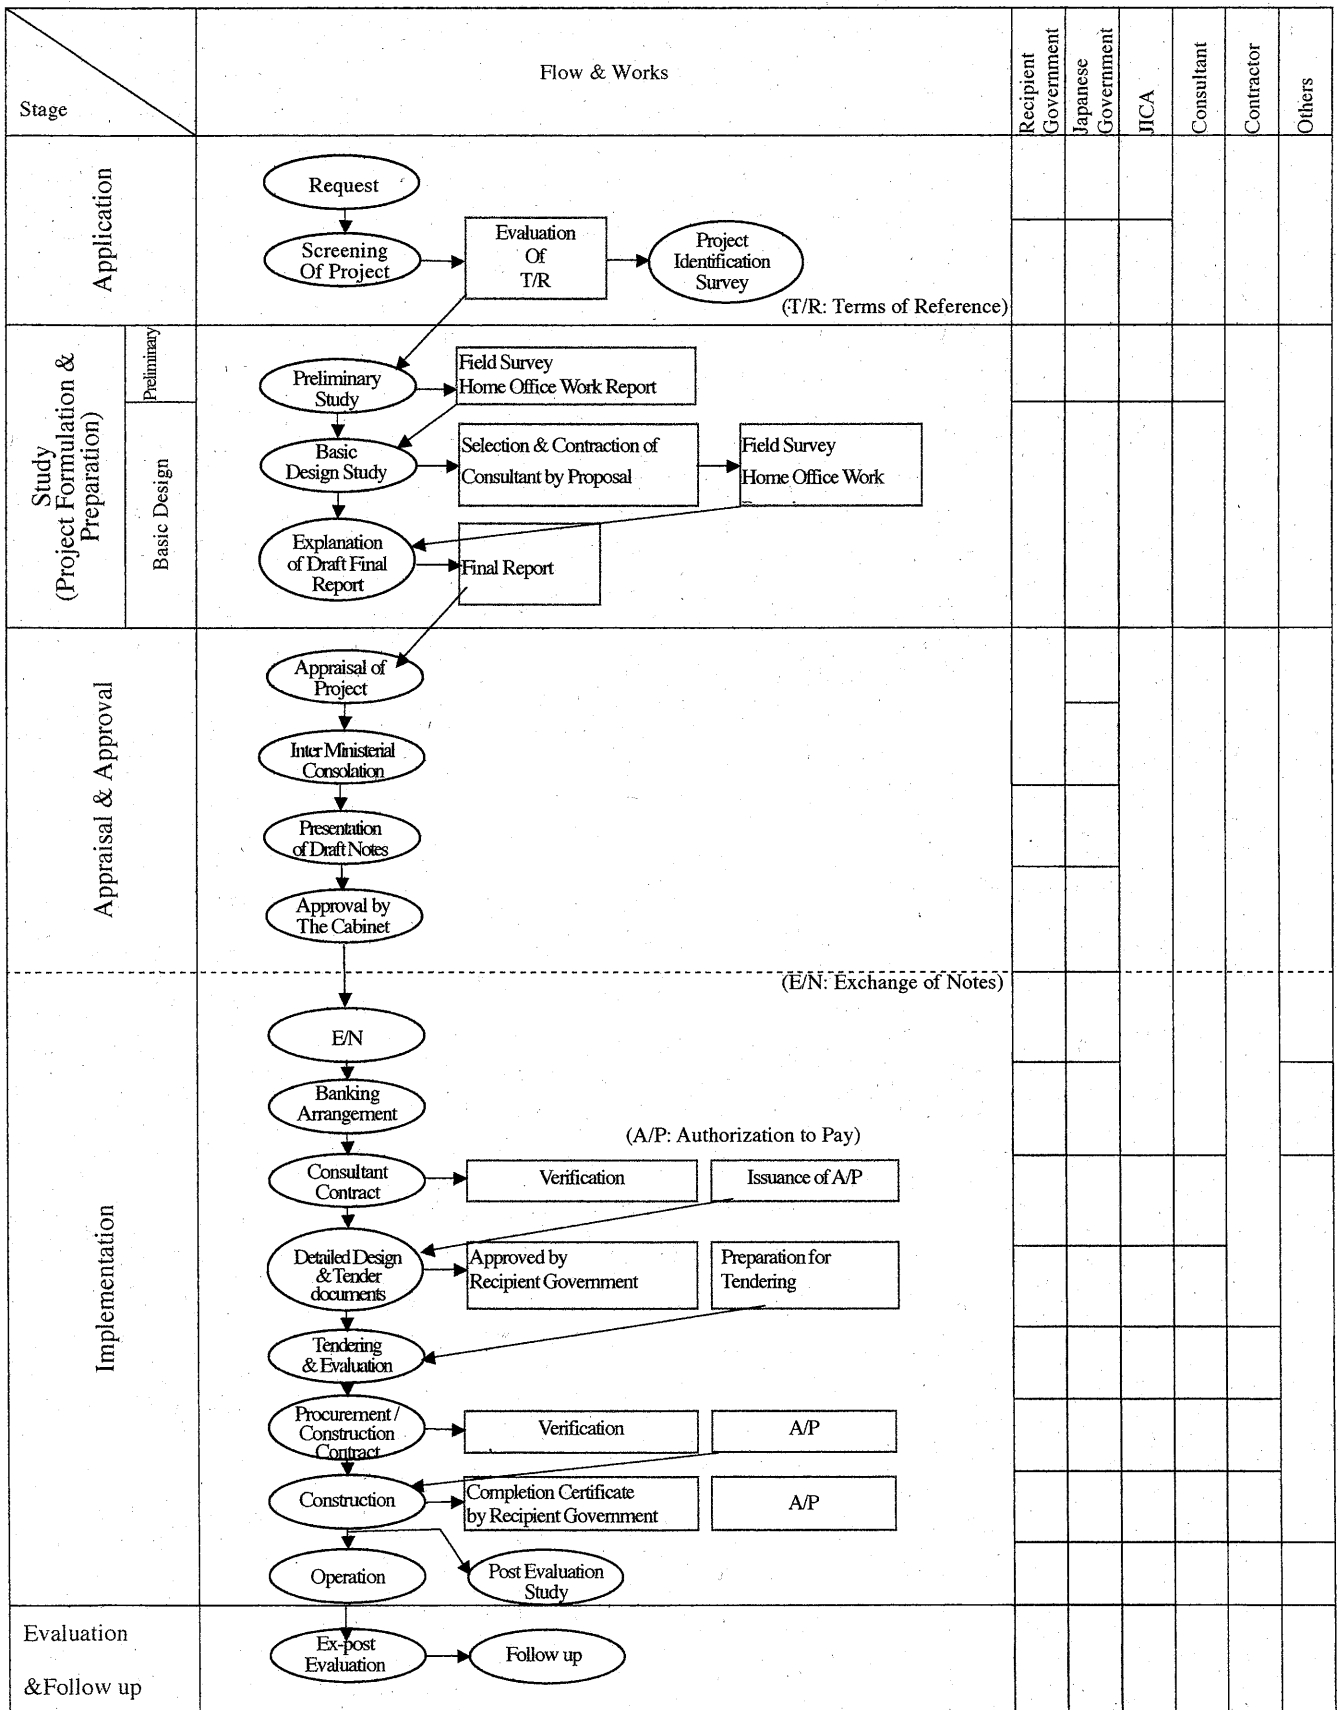 Stage
Flow & Works
Recipient
Government
Japanese
Government
JICA
Consultant
Contractor
Others
Application
Request
Screening
Of Project
Evaluation
Of
T/R
Project
Identification
Survey
(T/R: Terms of Reference)
Study
(Project Formulation &
Preparation)
Preliminary
Preliminary
Study
Field Survey
Home Office Work Report
Basic Design
Basic
Design Study
Selection & Contraction of
Consultant by Proposal
Field Survey
Home Office Work
Explanation
of Draft Final
Report
Final Report
Appraisal & Approval
Appraisal of
Project
Inter Ministerial
Consolation
Presentation
of Draft Notes
Approval by
The Cabinet
(E/N: Exchange of Notes)
Implementation
E/N
Banking
Arrangement
(A/P: Authorization to Pay)
Consultant
Contract
Verification
Issuance of A/P
Detailed Design
& Tender
documents
Approved by
Recipient Government
Preparation for
Tendering
Tendering
& Evaluation
Procurement /
Construction
Contract
Verification
A/P
Construction
Completion Certificate
by Recipient Government
A/P
Operation
Post Evaluation
Study
Evaluation
&Follow up
Ex-post
Evaluation
Follow up